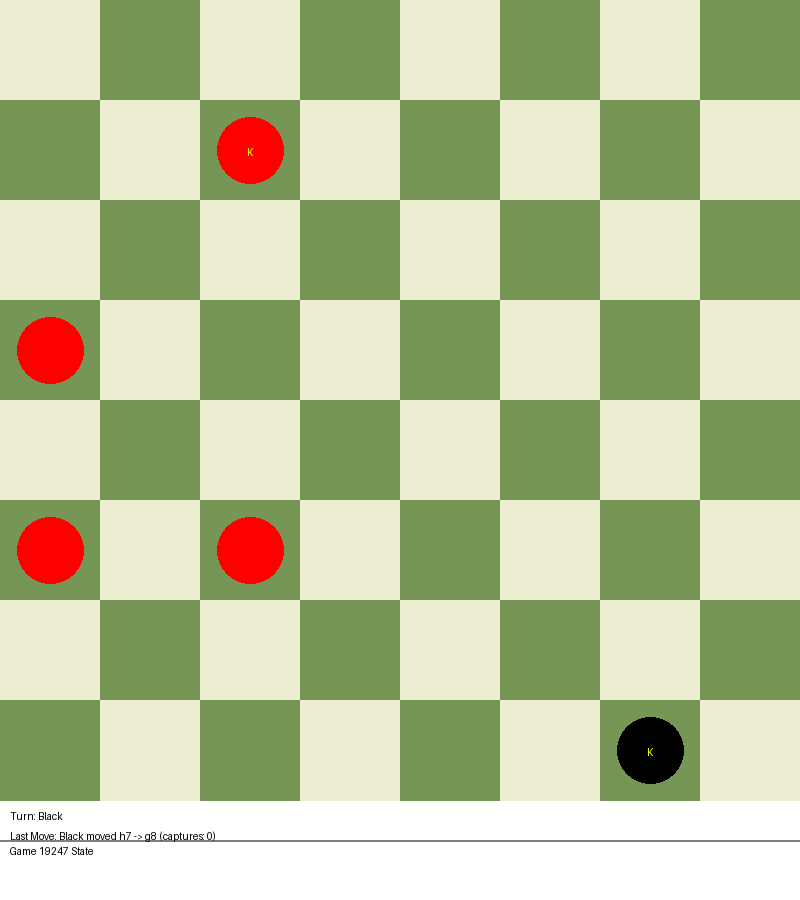 K
K
Turn: Black
Last Move: Black moved h7 -> g8 (captures: 0)
Game 19247 State